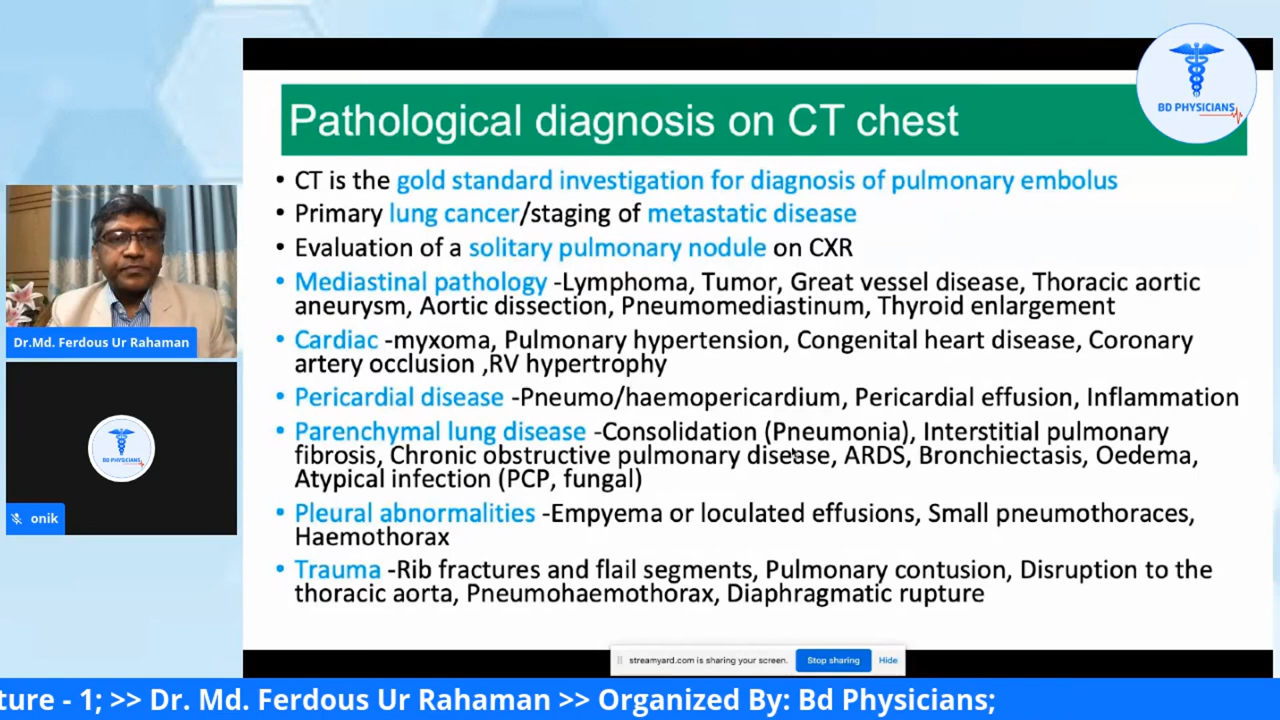 BD PHYSICIANS
Pathological diagnosis on CT chest
• CT is the gold standard investigation for diagnosis of pulmonary embolus
• Primary lung cancer/staging of metastatic disease
• Evaluation of a solitary pulmonary nodule on CXR
• Mediastinal pathology -Lymphoma, Tumor, Great vessel disease, Thoracic aortic
aneurysm, Aortic dissection, Pneumomediastinum, Thyroid enlargement
• Cardiac -myxoma, Pulmonary hypertension, Congenital heart disease, Coronary
artery occlusion ,RV hypertrophy
• Pericardial disease -Pneumo/haemopericardium, Pericardial effusion, Inflammation
• Parenchymal lung disease -Consolidation (Pneumonia), Interstitial pulmonary
fibrosis, Chronic obstructive pulmonary disease, ARDS, Bronchiectasis, Oedema,
Atypical infection (PCP, fungal)
• Pleural abnormalities -Empyema or loculated effusions, Small pneumothoraces,
Haemothorax
• Trauma -Rib fractures and flail segments, Pulmonary contusion, Disruption to the
thoracic aorta, Pneumohaemothorax, Diaphragmatic rupture
Dr.Md. Ferdous Ur Rahaman
BD PHYSICIANS
onik
streamyard.com is sharing your screen. Stop sharing Hide
ture - 1; >> Dr. Md. Ferdous Ur Rahaman >> Organized By: Bd Physicians;